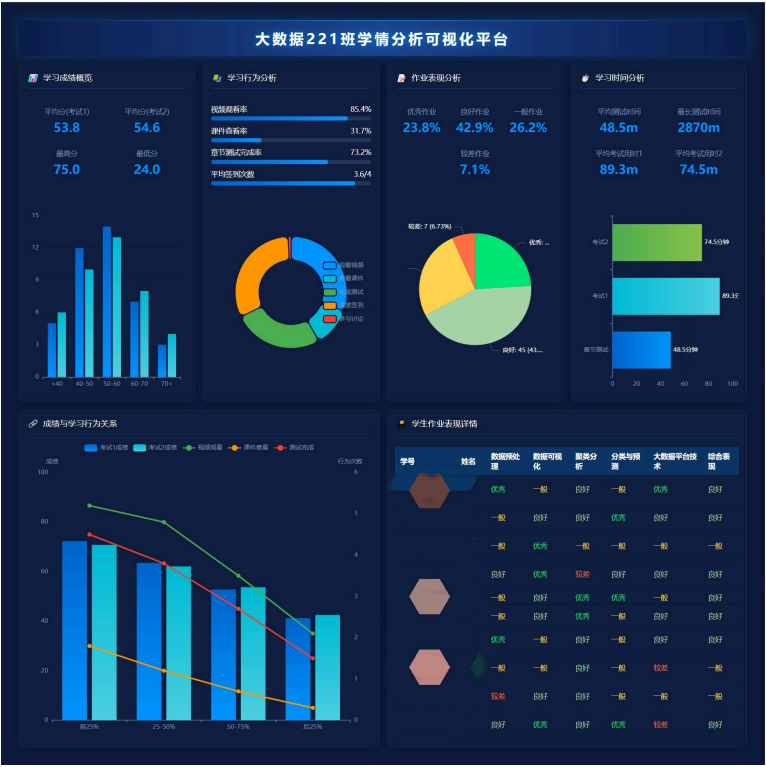 大数据221班学情分析可视化平台
学习成绩概览
平均分(考试1) 平均分(考试2)
53.8 54.6
最高分 最低分
75.0 24.0
15
12
9
6
3
0
<40 40-50 50-60 60-70 70+
学习行为分析
视频观看率 85.4%
课件查看率 31.7%
章节测试完成率 73.2%
平均签到次数 3.6/4
观看视频
查看课件
完成测试
课堂签到
参与讨论
作业表现分析
优秀作业 良好作业 一般作业
23.8% 42.9% 26.2%
较差作业
7.1%
较差: 7 (6.73%)
优秀: ...
良好: 45 (43....
学习时间分析
平均测试时间 最长测试时间
48.5m 2870m
平均考试用时1 平均考试用时2
89.3m 74.5m
考试2 74.5分钟
考试1 89.3分
章节测试 48.5分钟
0 20 40 60 80 100
成绩与学习行为关系
考试1成绩 考试2成绩 视频观看 课件查看 测试完成
成绩 行为次数
100 6
5
80
4
60
3
40
2
20
1
0 0
前25% 25-50% 50-75% 后25%
学生作业表现详情
学号 姓名 数据预处理 数据可视化 聚类分析 分类与预测 大数据平台技术 综合表现
优秀 一般 良好 一般 优秀 良好
一般 良好 良好 优秀 良好 良好
一般 优秀 一般 一般 一般 一般
良好 优秀 较差 良好 良好 良好
一般 良好 优秀 优秀 一般 良好
一般 良好 优秀 一般 良好 良好
优秀 一般 良好 一般 良好 良好
一般 一般 良好 一般 较差 一般
较差 良好 良好 一般 一般 一般
良好 优秀 良好 优秀 较差 良好